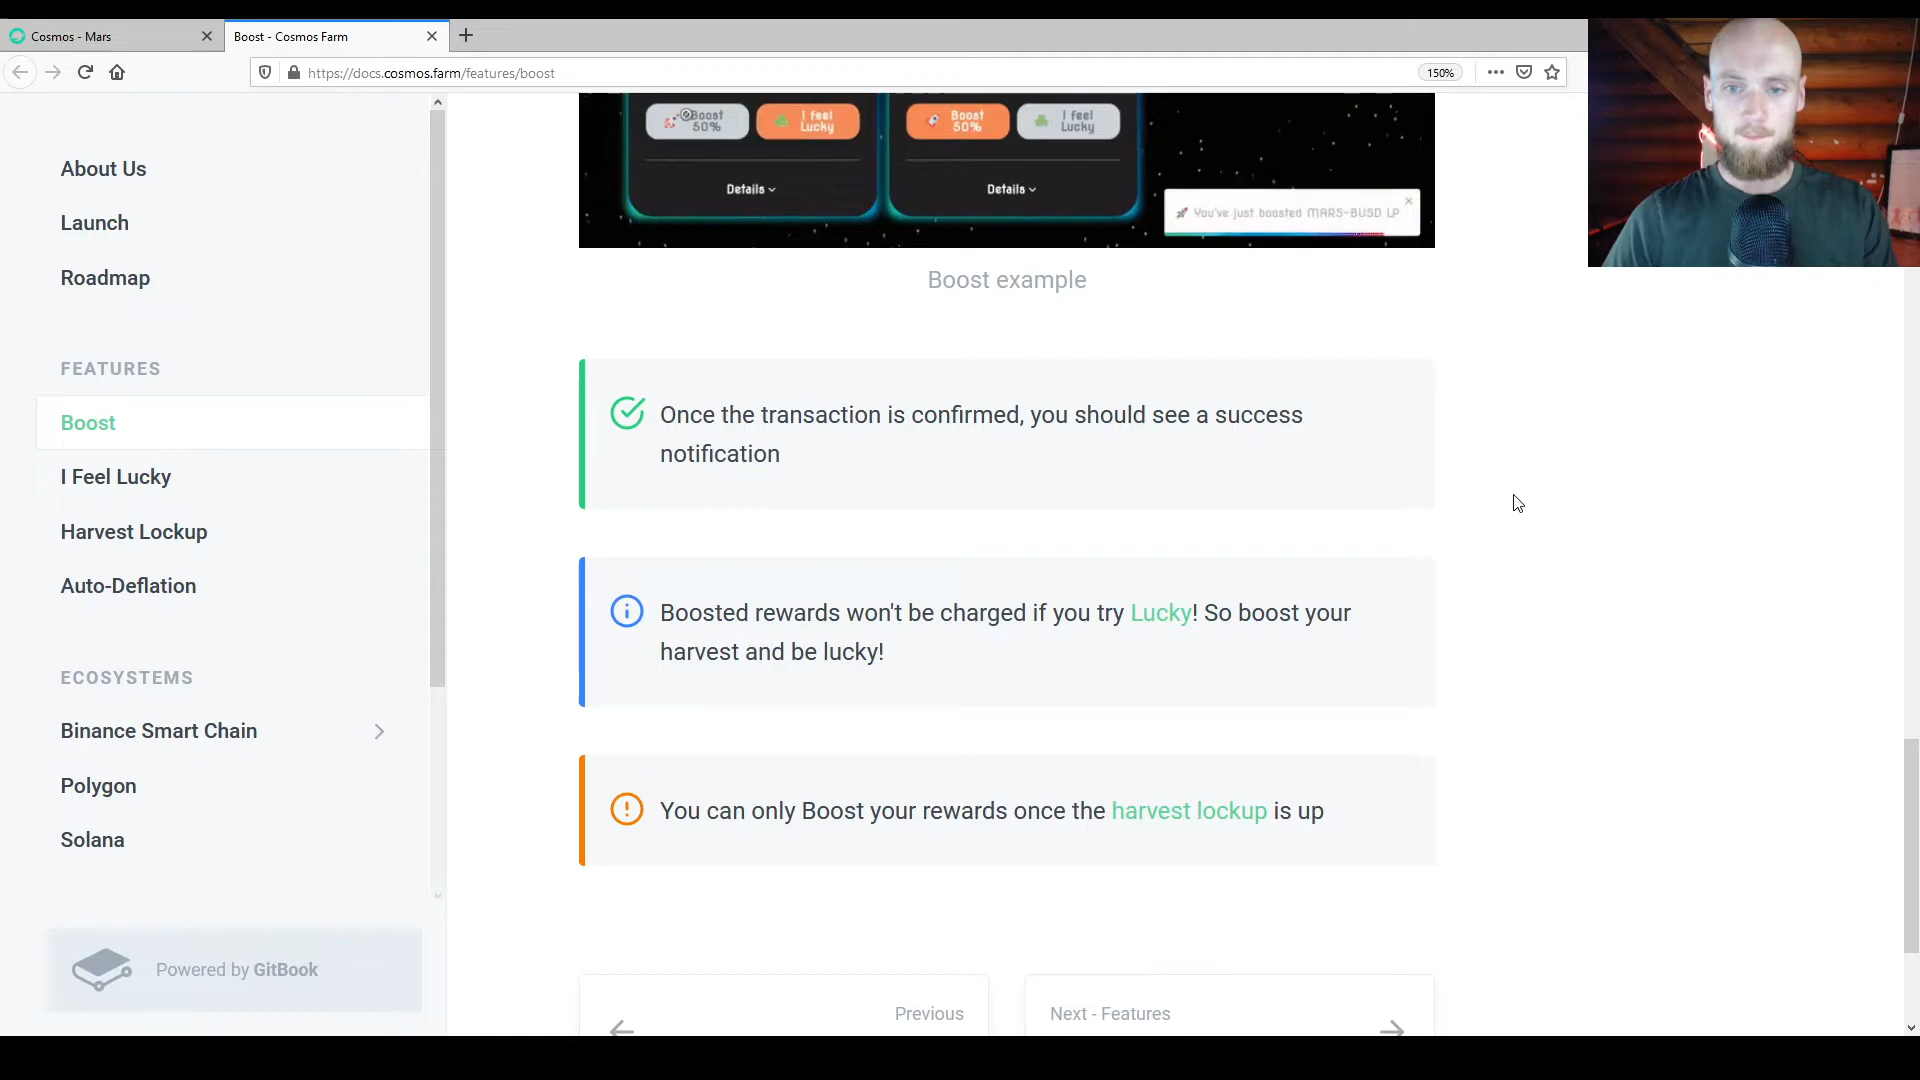 Cosmos - Mars
Boost - Cosmos Farm
https://docs.cosmos.farm/features/boost
150%
About Us
Launch
Roadmap
FEATURES
Boost
I Feel Lucky
Harvest Lockup
Auto-Deflation
ECOSYSTEMS
Binance Smart Chain
Polygon
Solana
Powered by GitBook
Boost
50%
I feel
Lucky
Boost
50%
I feel
Lucky
Details
Details
You've just boosted MARS-BUSD LP
Boost example
Once the transaction is confirmed, you should see a success
notification
Boosted rewards won't be charged if you try Lucky! So boost your
harvest and be lucky!
You can only Boost your rewards once the harvest lockup is up
Previous
Next - Features